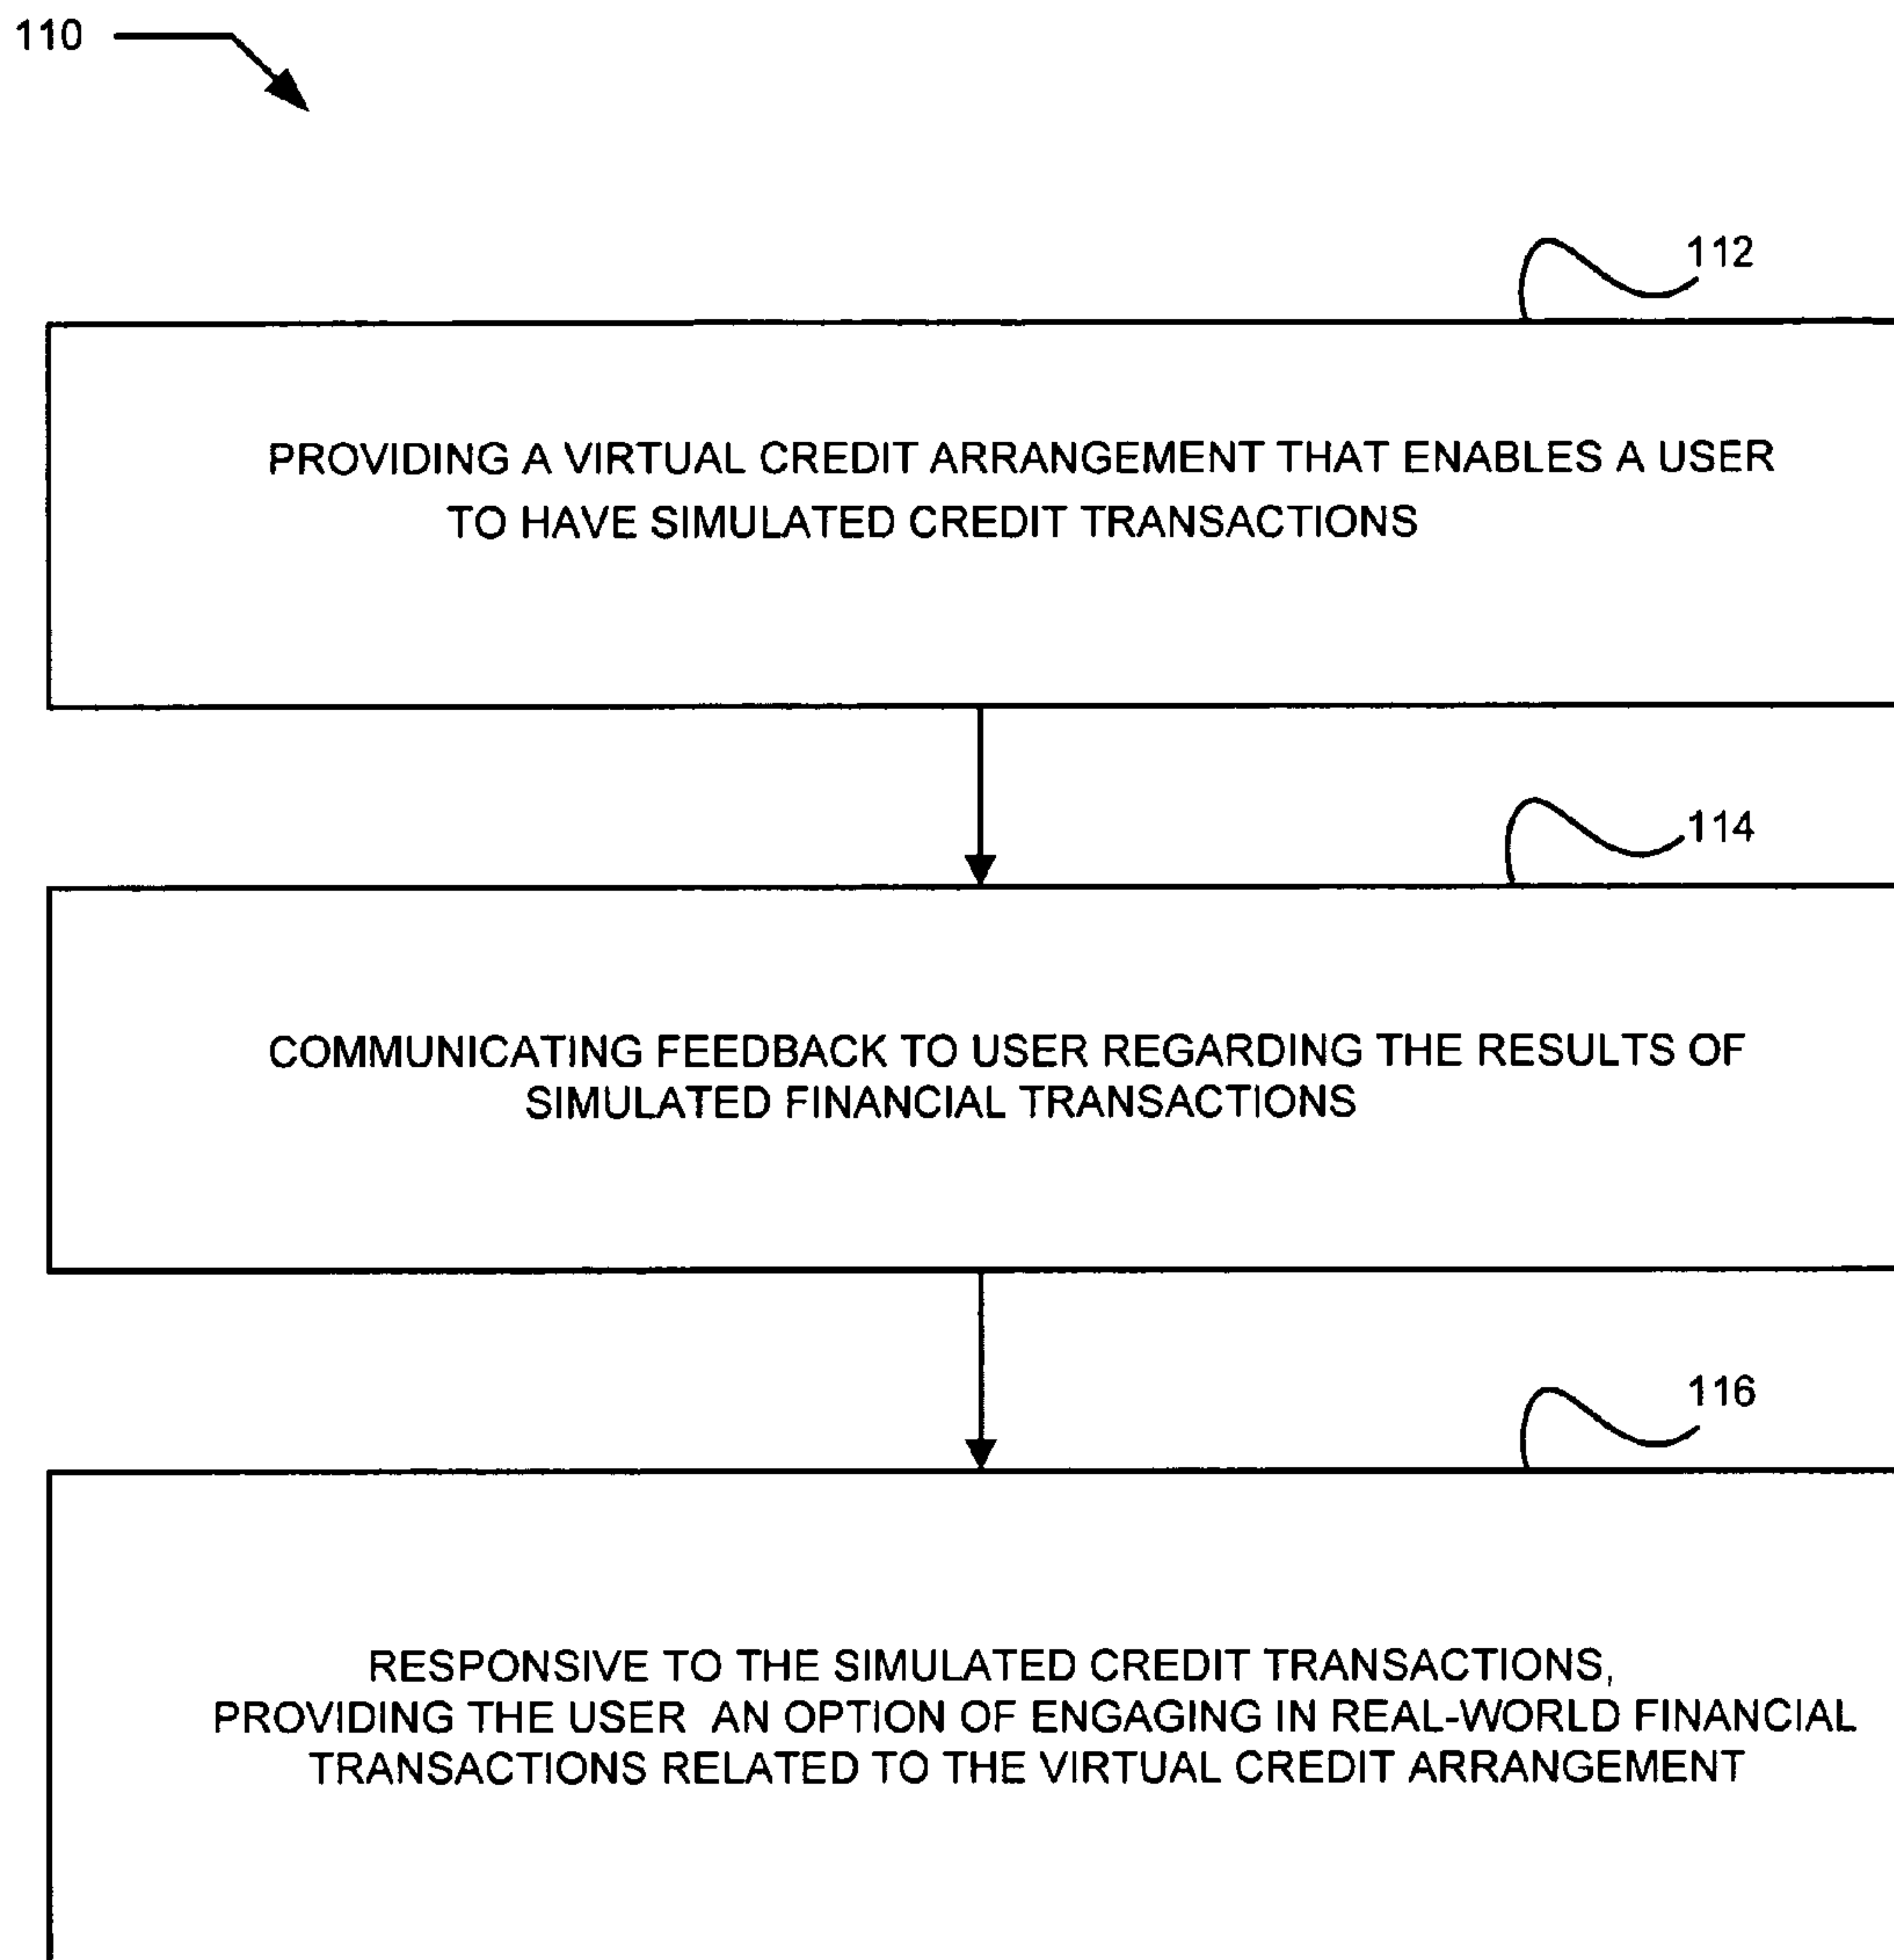 110
112
PROVIDING A VIRTUAL CREDIT ARRANGEMENT THAT ENABLES A USER
TO HAVE SIMULATED CREDIT TRANSACTIONS
114
COMMUNICATING FEEDBACK TO USER REGARDING THE RESULTS OF
SIMULATED FINANCIAL TRANSACTIONS
116
RESPONSIVE TO THE SIMULATED CREDIT TRANSACTIONS,
PROVIDING THE USER AN OPTION OF ENGAGING IN REAL-WORLD FINANCIAL
TRANSACTIONS RELATED TO THE VIRTUAL CREDIT ARRANGEMENT